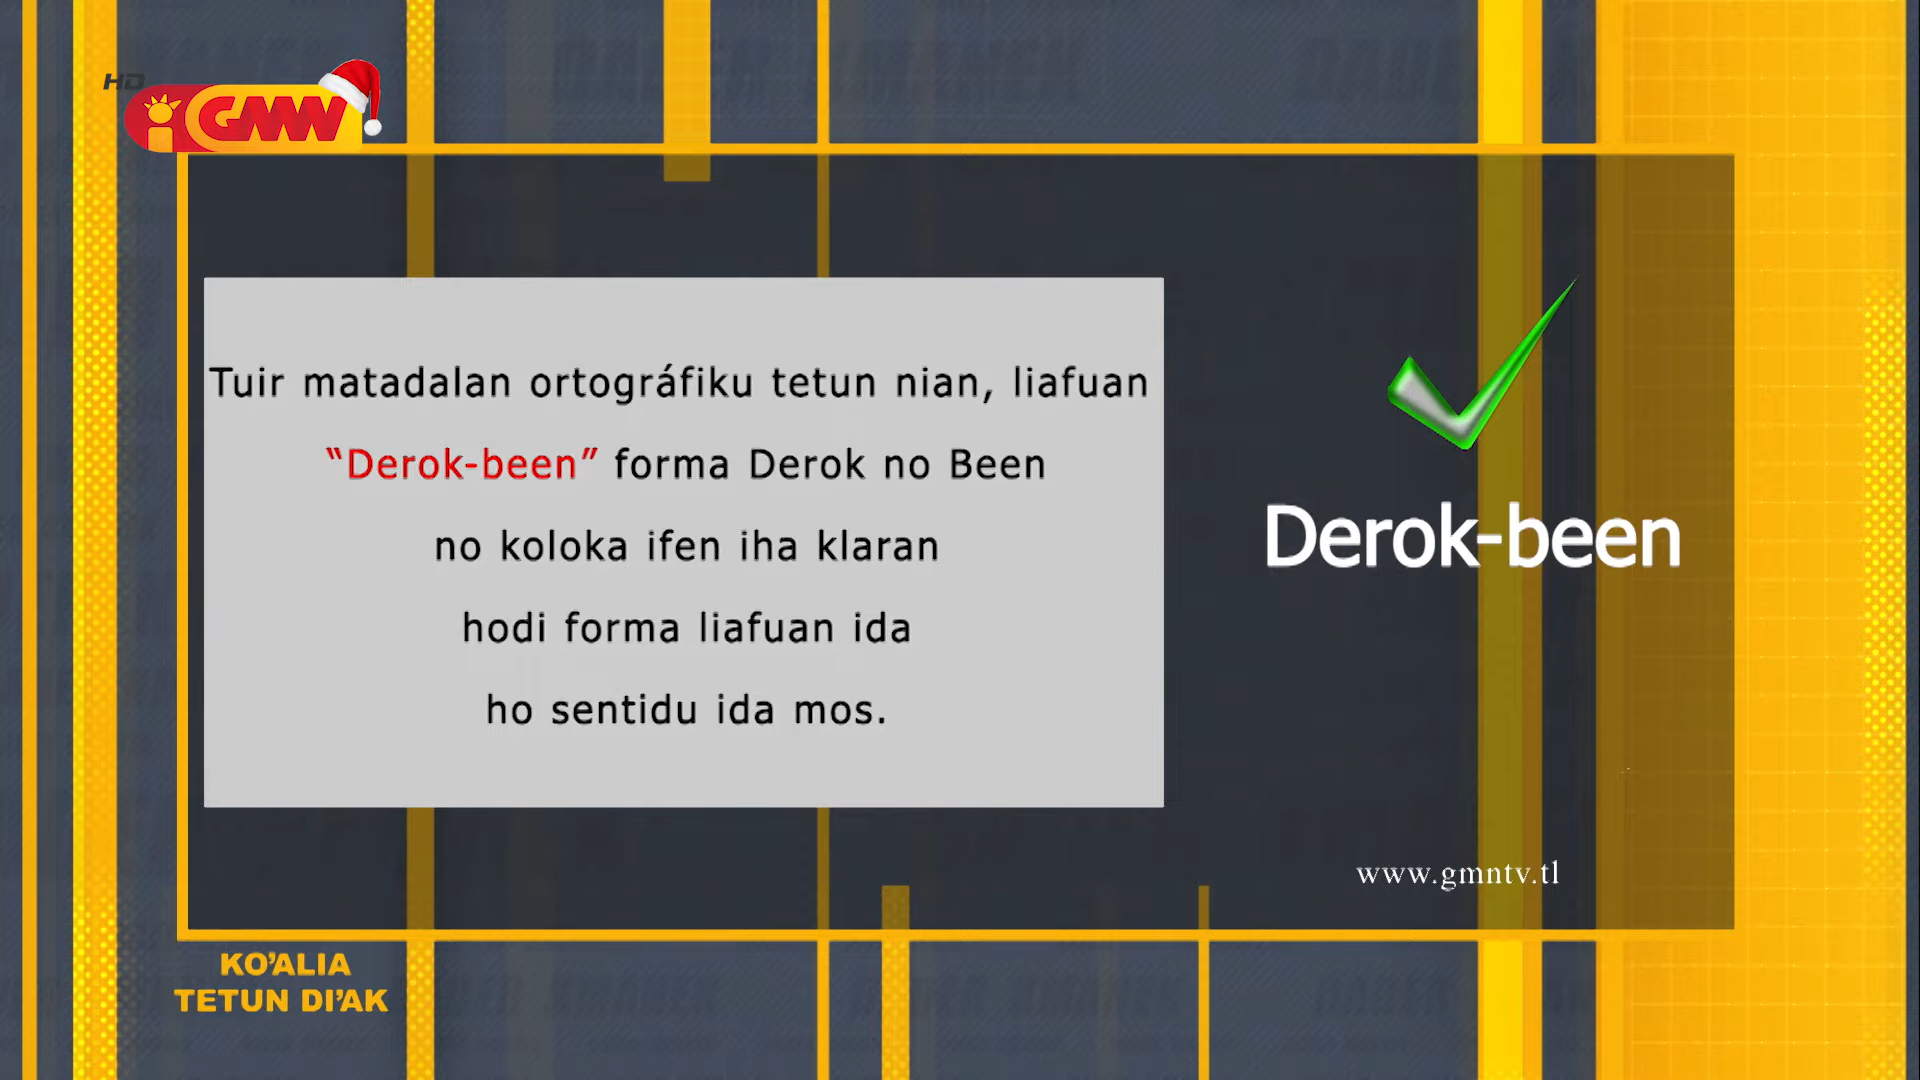 HD
GMN
Tuir matadalan ortográfiku tetun nian, liafuan
“Derok-been” forma Derok no Been
no koloka ifen iha klaran
hodi forma liafuan ida
ho sentidu ida mos.
Derok-been
www.gmntv.tl
KO’ALIA
TETUN DI’AK